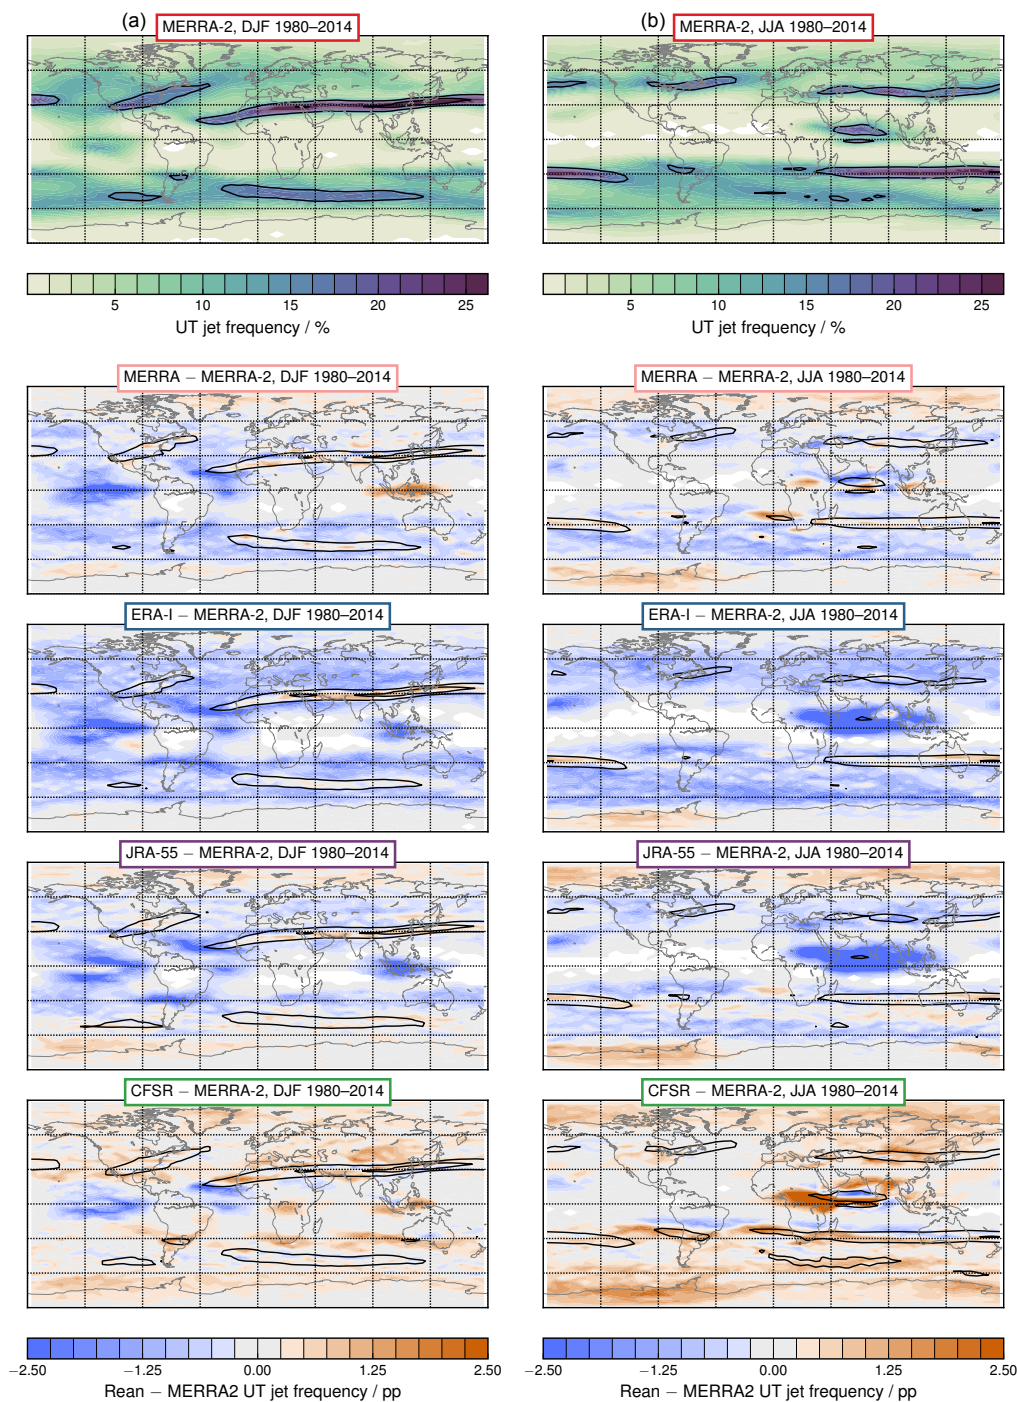 (a) MERRA-2, DJF 1980–2014
(b) MERRA-2, JJA 1980–2014
5 10 15 20 25
UT jet frequency / %
5 10 15 20 25
UT jet frequency / %
MERRA − MERRA-2, DJF 1980–2014
MERRA − MERRA-2, JJA 1980–2014
ERA-I − MERRA-2, DJF 1980–2014
ERA-I − MERRA-2, JJA 1980–2014
JRA-55 − MERRA-2, DJF 1980–2014
JRA-55 − MERRA-2, JJA 1980–2014
CFSR − MERRA-2, DJF 1980–2014
CFSR − MERRA-2, JJA 1980–2014
−2.50 −1.25 0.00 1.25 2.50
Rean − MERRA2 UT jet frequency / pp
−2.50 −1.25 0.00 1.25 2.50
Rean − MERRA2 UT jet frequency / pp